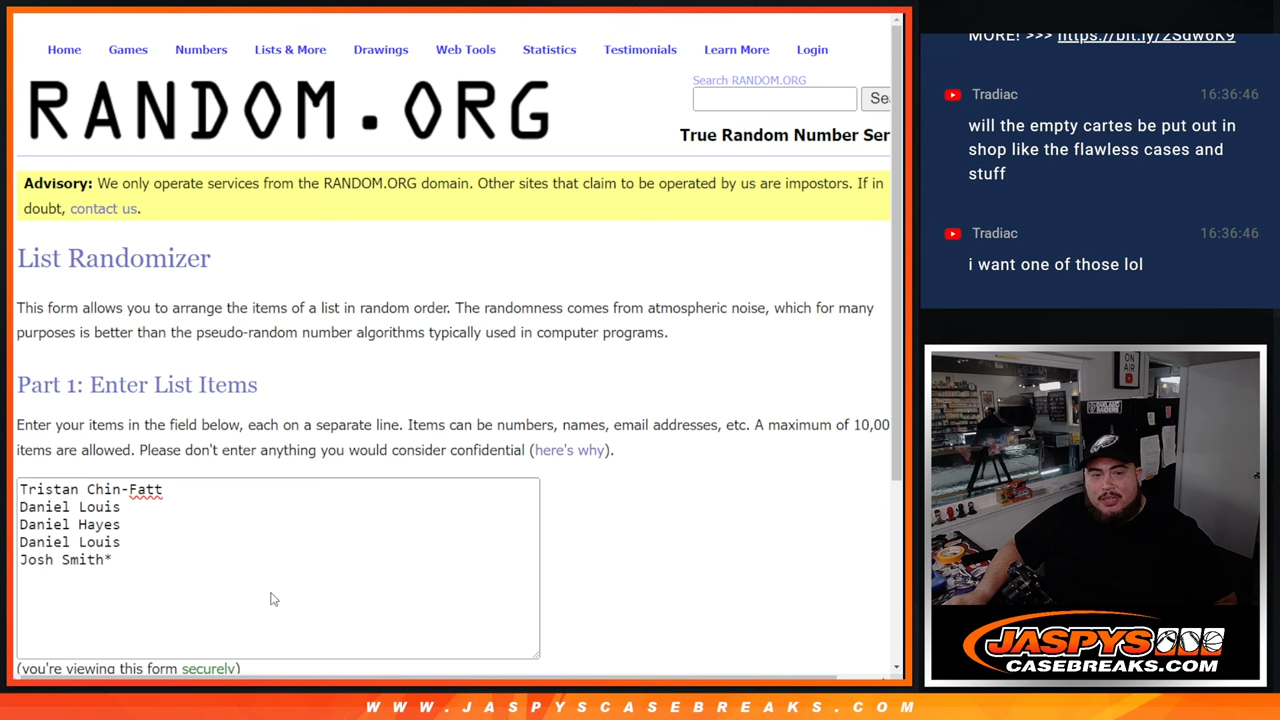 Home Games Numbers Lists & More Drawings Web Tools Statistics Testimonials Learn More Login
RANDOM.ORG
Search RANDOM.ORG
Sea
True Random Number Ser
Advisory: We only operate services from the RANDOM.ORG domain. Other sites that claim to be operated by us are impostors. If in
doubt, contact us.
List Randomizer
This form allows you to arrange the items of a list in random order. The randomness comes from atmospheric noise, which for many
purposes is better than the pseudo-random number algorithms typically used in computer programs.
Part 1: Enter List Items
Enter your items in the field below, each on a separate line. Items can be numbers, names, email addresses, etc. A maximum of 10,00
items are allowed. Please don't enter anything you would consider confidential (here's why).
Tristan Chin-Fatt
Daniel Louis
Daniel Hayes
Daniel Louis
Josh Smith*
(you're viewing this form securely)
MORE! >>> https://bit.ly/2Sdw6K9
Tradiac 16:36:46
will the empty cartes be put out in
shop like the flawless cases and
stuff
Tradiac 16:36:46
i want one of those lol
ON
AIR
JASPYS
CASEBREAKS.COM
WWW.JASPYSCASEBREAKS.COM